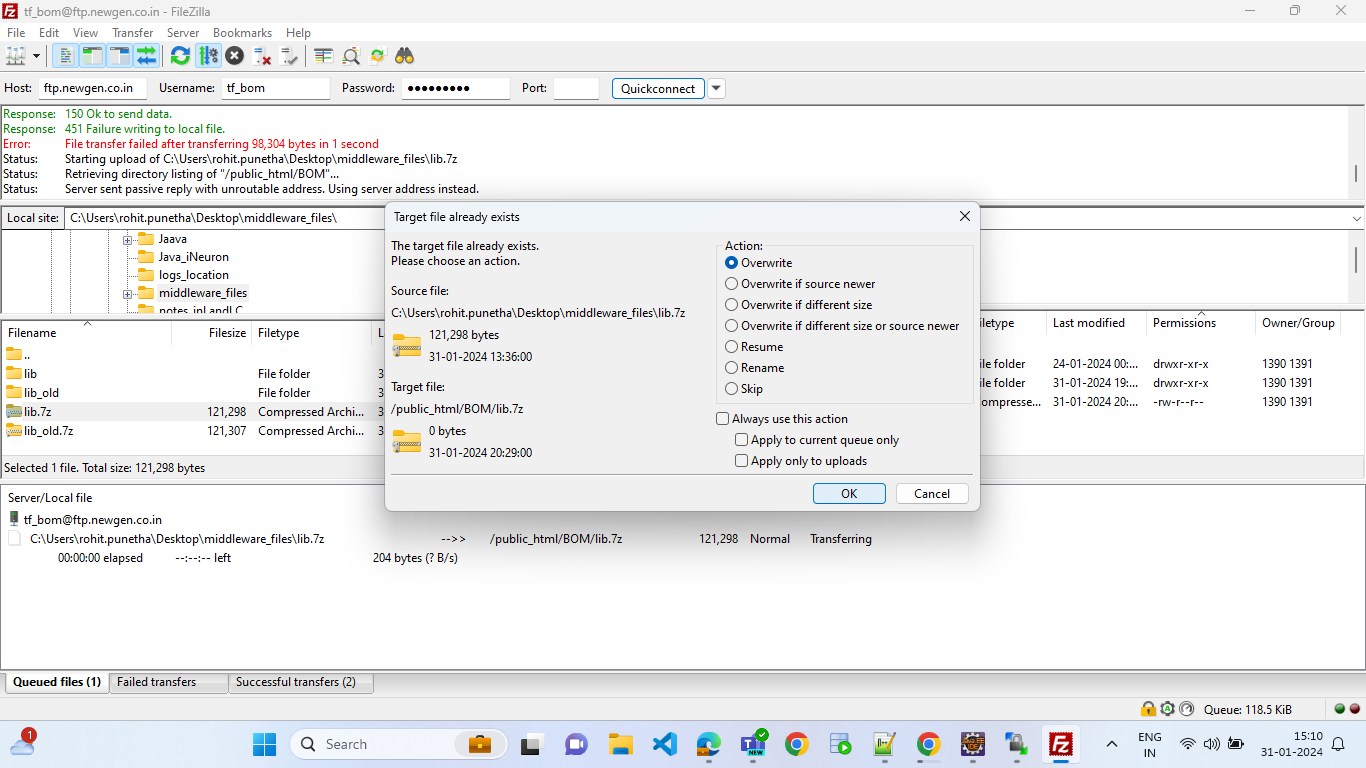 tf_bom@ftp.newgen.co.in - FileZilla
File Edit View Transfer Server Bookmarks Help
Host: ftp.newgen.co.in Username: tf_bom Password: ●●●●●●●●● Port: Quickconnect
Response: 150 Ok to send data.
Response: 451 Failure writing to local file.
Error: File transfer failed after transferring 98,304 bytes in 1 second
Status: Starting upload of C:\Users\rohit.punetha\Desktop\middleware_files\lib.7z
Status: Retrieving directory listing of "/public_html/BOM"...
Status: Server sent passive reply with unroutable address. Using server address instead.
Local site: C:\Users\rohit.punetha\Desktop\middleware_files\
Jaava
Java_iNeuron
logs_location
middleware_files
Filename Filesize Filetype L
..
lib File folder 3
lib_old File folder 3
lib.7z 121,298 Compressed Archi... 3
lib_old.7z 121,307 Compressed Archi... 3
Selected 1 file. Total size: 121,298 bytes
Target file already exists
The target file already exists.
Please choose an action.
Source file:
C:\Users\rohit.punetha\Desktop\middleware_files\lib.7z
121,298 bytes
31-01-2024 13:36:00
Target file:
/public_html/BOM/lib.7z
0 bytes
31-01-2024 20:29:00
Action:
Overwrite
Overwrite if source newer
Overwrite if different size
Overwrite if different size or source newer
Resume
Rename
Skip
Always use this action
Apply to current queue only
Apply only to uploads
OK Cancel
iletype Last modified Permissions Owner/Group
ile folder 24-01-2024 00:... drwxr-xr-x 1390 1391
ile folder 31-01-2024 19:... drwxr-xr-x 1390 1391
ompresse... 31-01-2024 20:... -rw-r--r-- 1390 1391
Server/Local file
tf_bom@ftp.newgen.co.in
C:\Users\rohit.punetha\Desktop\middleware_files\lib.7z -->> /public_html/BOM/lib.7z 121,298 Normal Transferring
00:00:00 elapsed --:--:-- left 204 bytes (? B/s)
Queued files (1) Failed transfers Successful transfers (2)
Queue: 118.5 KiB
1
Search
NEW
ENG
IN
15:10
31-01-2024